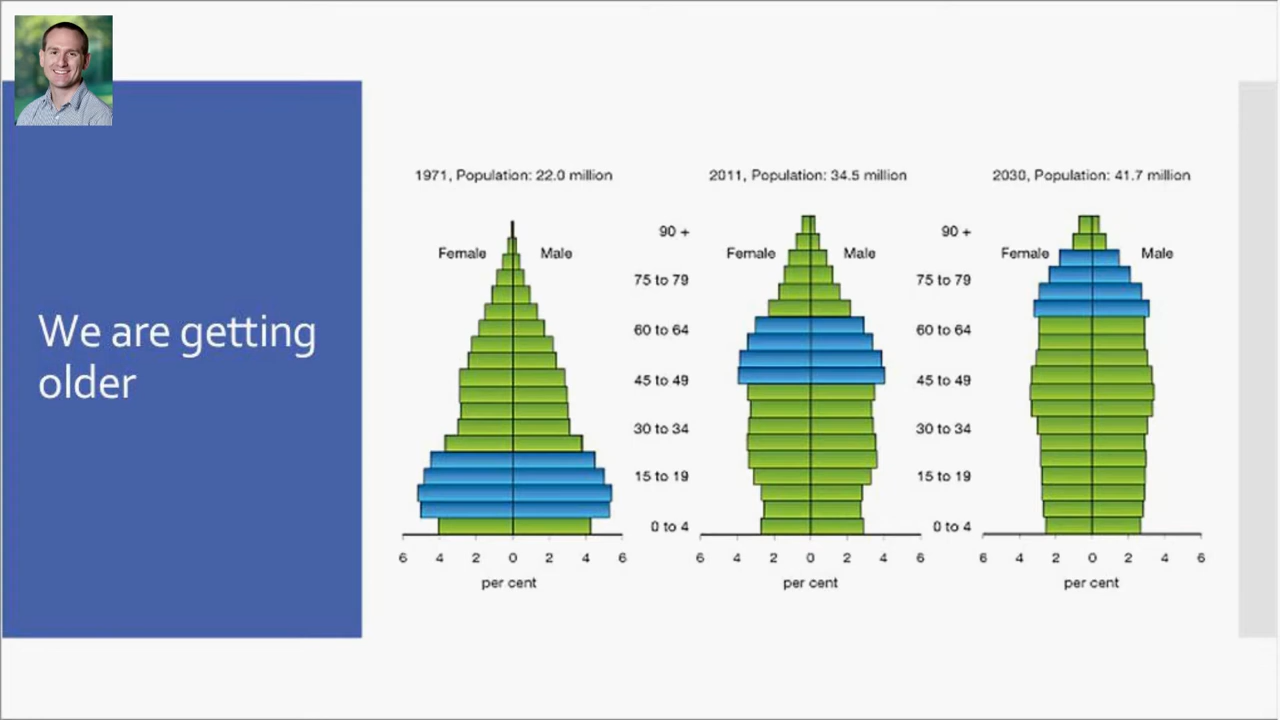 We are getting
older
1971, Population: 22.0 million
2011, Population: 34.5 million
2030, Population: 41.7 million
90 +
90 +
Female
Male
Female
Male
Female
Male
75 to 79
75 to 79
60 to 64
60 to 64
45 to 49
45 to 49
30 to 34
30 to 34
15 to 19
15 to 19
0 to 4
0 to 4
6 4 2 0 2 4 6
6 4 2 0 2 4 6
6 4 2 0 2 4 6
per cent
per cent
per cent